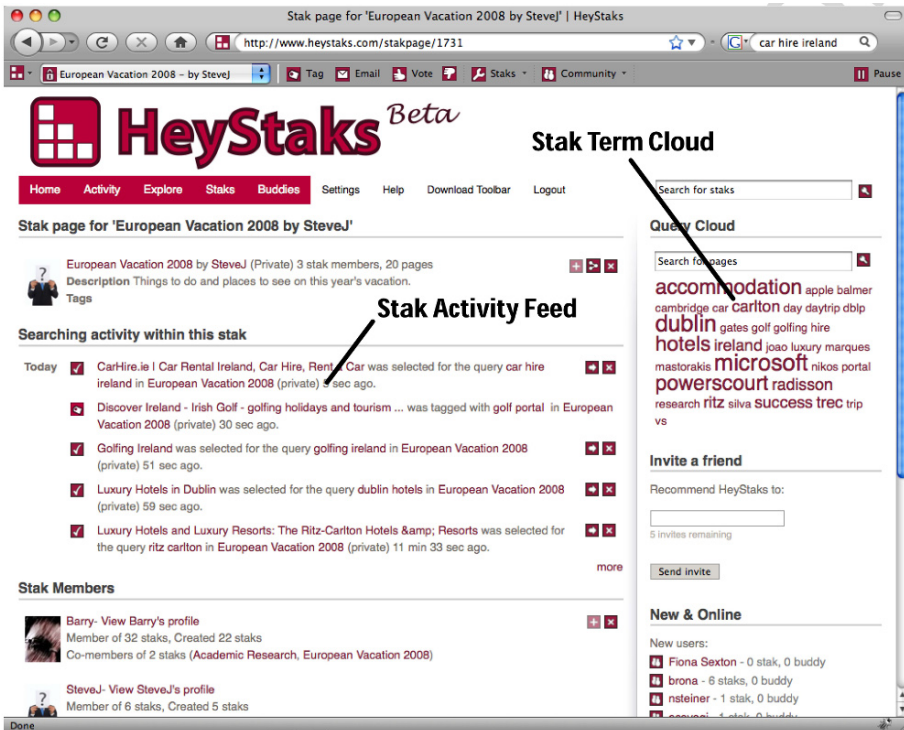 Stak page for 'European Vacation 2008 by SteveJ' | HeyStaks
http://www.heystaks.com/stakpage/1731
car hire ireland
European Vacation 2008 - by SteveJ
Tag
Email
Vote
Staks
Community
Pause
HeyStaks Beta
Stak Term Cloud
Home Activity Explore Staks Buddies Settings Help Download Toolbar Logout
Search for staks
Stak page for 'European Vacation 2008 by SteveJ'
European Vacation 2008 by SteveJ (Private) 3 stak members, 20 pages
Description Things to do and places to see on this year's vacation.
Tags
Stak Activity Feed
Searching activity within this stak
Today
CarHire.ie I Car Rental Ireland, Car Hire, Rent a Car was selected for the query car hire
ireland in European Vacation 2008 (private) 5 sec ago.
Discover Ireland - Irish Golf - golfing holidays and tourism ... was tagged with golf portal in European
Vacation 2008 (private) 30 sec ago.
Golfing Ireland was selected for the query golfing ireland in European Vacation 2008
(private) 51 sec ago.
Luxury Hotels in Dublin was selected for the query dublin hotels in European Vacation 2008
(private) 59 sec ago.
Luxury Hotels and Luxury Resorts: The Ritz-Carlton Hotels &amp; Resorts was selected for
the query ritz carlton in European Vacation 2008 (private) 11 min 33 sec ago.
more
Stak Members
Barry- View Barry's profile
Member of 32 staks, Created 22 staks
Co-members of 2 staks (Academic Research, European Vacation 2008)
SteveJ- View SteveJ's profile
Member of 6 staks, Created 5 staks
Query Cloud
Search for pages
accommodation apple balmer
cambridge car carlton day daytrip dblp
dublin gates golf golfing hire
hotels ireland joao luxury marques
mastorakis microsoft nikos portal
powerscourt radisson
research ritz silva success trec trip
vs
Invite a friend
Recommend HeyStaks to:
5 invites remaining
Send invite
New & Online
New users:
Fiona Sexton - 0 stak, 0 buddy
brona - 6 staks, 0 buddy
nsteiner - 1 stak, 0 buddy
Done